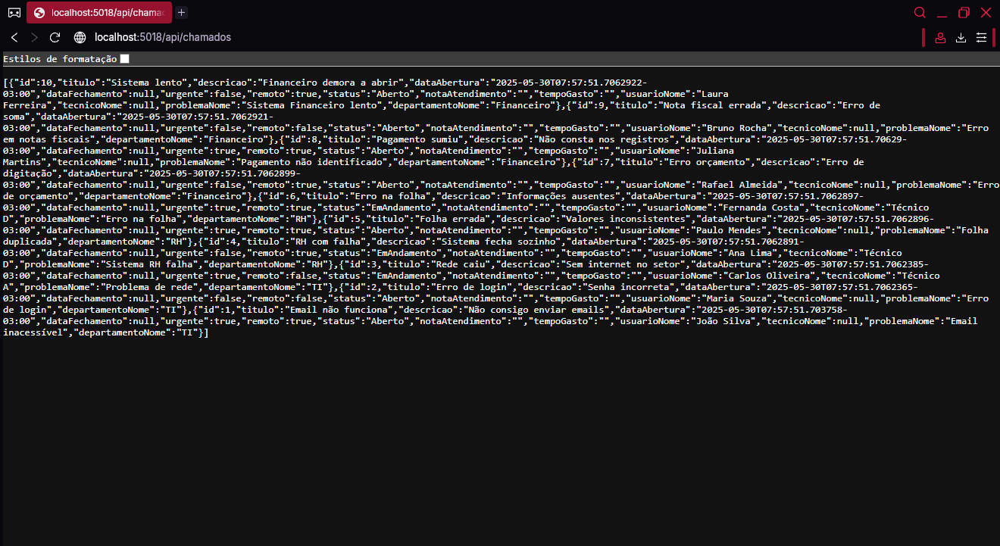 localhost:5018/api/chamad
localhost:5018/api/chamados
Estilos de formatação
[{"id":10,"titulo":"Sistema lento","descricao":"Financeiro demora a abrir","dataAbertura":"2025-05-30T07:57:51.7062922-
03:00","dataFechamento":null,"urgente":false,"remoto":true,"status":"Aberto","notaAtendimento":"","tempoGasto":"","usuarioNome":"Laura
Ferreira","tecnicoNome":null,"problemaNome":"Sistema Financeiro lento","departamentoNome":"Financeiro"},{"id":9,"titulo":"Nota fiscal errada","descricao":"Erro de
soma","dataAbertura":"2025-05-30T07:57:51.7062921-
03:00","dataFechamento":null,"urgente":false,"remoto":false,"status":"Aberto","notaAtendimento":"","tempoGasto":"","usuarioNome":"Bruno Rocha","tecnicoNome":null,"problemaNome":"Erro
em notas fiscais","departamentoNome":"Financeiro"},{"id":8,"titulo":"Pagamento sumiu","descricao":"Não consta nos registros","dataAbertura":"2025-05-30T07:57:51.70629-
03:00","dataFechamento":null,"urgente":true,"remoto":true,"status":"Aberto","notaAtendimento":"","tempoGasto":"","usuarioNome":"Juliana
Martins","tecnicoNome":null,"problemaNome":"Pagamento não identificado","departamentoNome":"Financeiro"},{"id":7,"titulo":"Erro orçamento","descricao":"Erro de
digitação","dataAbertura":"2025-05-30T07:57:51.7062899-
03:00","dataFechamento":null,"urgente":false,"remoto":true,"status":"Aberto","notaAtendimento":"","tempoGasto":"","usuarioNome":"Rafael Almeida","tecnicoNome":null,"problemaNome":"Erro
de orçamento","departamentoNome":"Financeiro"},{"id":6,"titulo":"Erro na folha","descricao":"Informações ausentes","dataAbertura":"2025-05-30T07:57:51.7062897-
03:00","dataFechamento":null,"urgente":true,"remoto":true,"status":"EmAndamento","notaAtendimento":"","tempoGasto":"","usuarioNome":"Fernanda Costa","tecnicoNome":"Técnico
D","problemaNome":"Erro na folha","departamentoNome":"RH"},{"id":5,"titulo":"Folha errada","descricao":"Valores inconsistentes","dataAbertura":"2025-05-30T07:57:51.7062896-
03:00","dataFechamento":null,"urgente":true,"remoto":true,"status":"Aberto","notaAtendimento":"","tempoGasto":"","usuarioNome":"Paulo Mendes","tecnicoNome":null,"problemaNome":"Folha
duplicada","departamentoNome":"RH"},{"id":4,"titulo":"RH com falha","descricao":"Sistema fecha sozinho","dataAbertura":"2025-05-30T07:57:51.7062891-
03:00","dataFechamento":null,"urgente":false,"remoto":true,"status":"EmAndamento","notaAtendimento":"","tempoGasto":"","usuarioNome":"Ana Lima","tecnicoNome":"Técnico
D","problemaNome":"Sistema RH falha","departamentoNome":"RH"},{"id":3,"titulo":"Rede caiu","descricao":"Sem internet no setor","dataAbertura":"2025-05-30T07:57:51.7062385-
03:00","dataFechamento":null,"urgente":true,"remoto":false,"status":"EmAndamento","notaAtendimento":"","tempoGasto":"","usuarioNome":"Carlos Oliveira","tecnicoNome":"Técnico
A","problemaNome":"Problema de rede","departamentoNome":"TI"},{"id":2,"titulo":"Erro de login","descricao":"Senha incorreta","dataAbertura":"2025-05-30T07:57:51.7062365-
03:00","dataFechamento":null,"urgente":false,"remoto":false,"status":"Aberto","notaAtendimento":"","tempoGasto":"","usuarioNome":"Maria Souza","tecnicoNome":null,"problemaNome":"Erro
de login","departamentoNome":"TI"},{"id":1,"titulo":"Email não funciona","descricao":"Não consigo enviar emails","dataAbertura":"2025-05-30T07:57:51.703758-
03:00","dataFechamento":null,"urgente":true,"remoto":true,"status":"Aberto","notaAtendimento":"","tempoGasto":"","usuarioNome":"João Silva","tecnicoNome":null,"problemaNome":"Email
inacessível","departamentoNome":"TI"}]